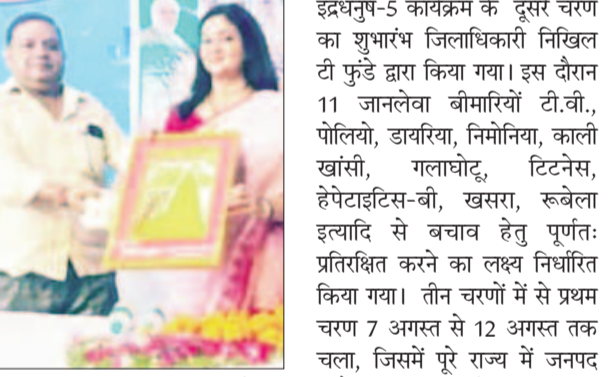 इंद्रधनुष-5 कार्यक्रम के दूसरे चरण
का शुभारंभ जिलाधिकारी निखिल
टी फुंडे द्वारा किया गया। इस दौरान
11 जानलेवा बीमारियों टी.वी.,
पोलियो, डायरिया, निमोनिया, काली
खांसी, गलाघोटू, टिटनेस,
हेपेटाइटिस-बी, खसरा, रूबेला
इत्यादि से बचाव हेतु पूर्णतः
प्रतिरक्षित करने का लक्ष्य निर्धारित
किया गया। तीन चरणों में से प्रथम
चरण 7 अगस्त से 12 अगस्त तक
चला, जिसमें पूरे राज्य में जनपद